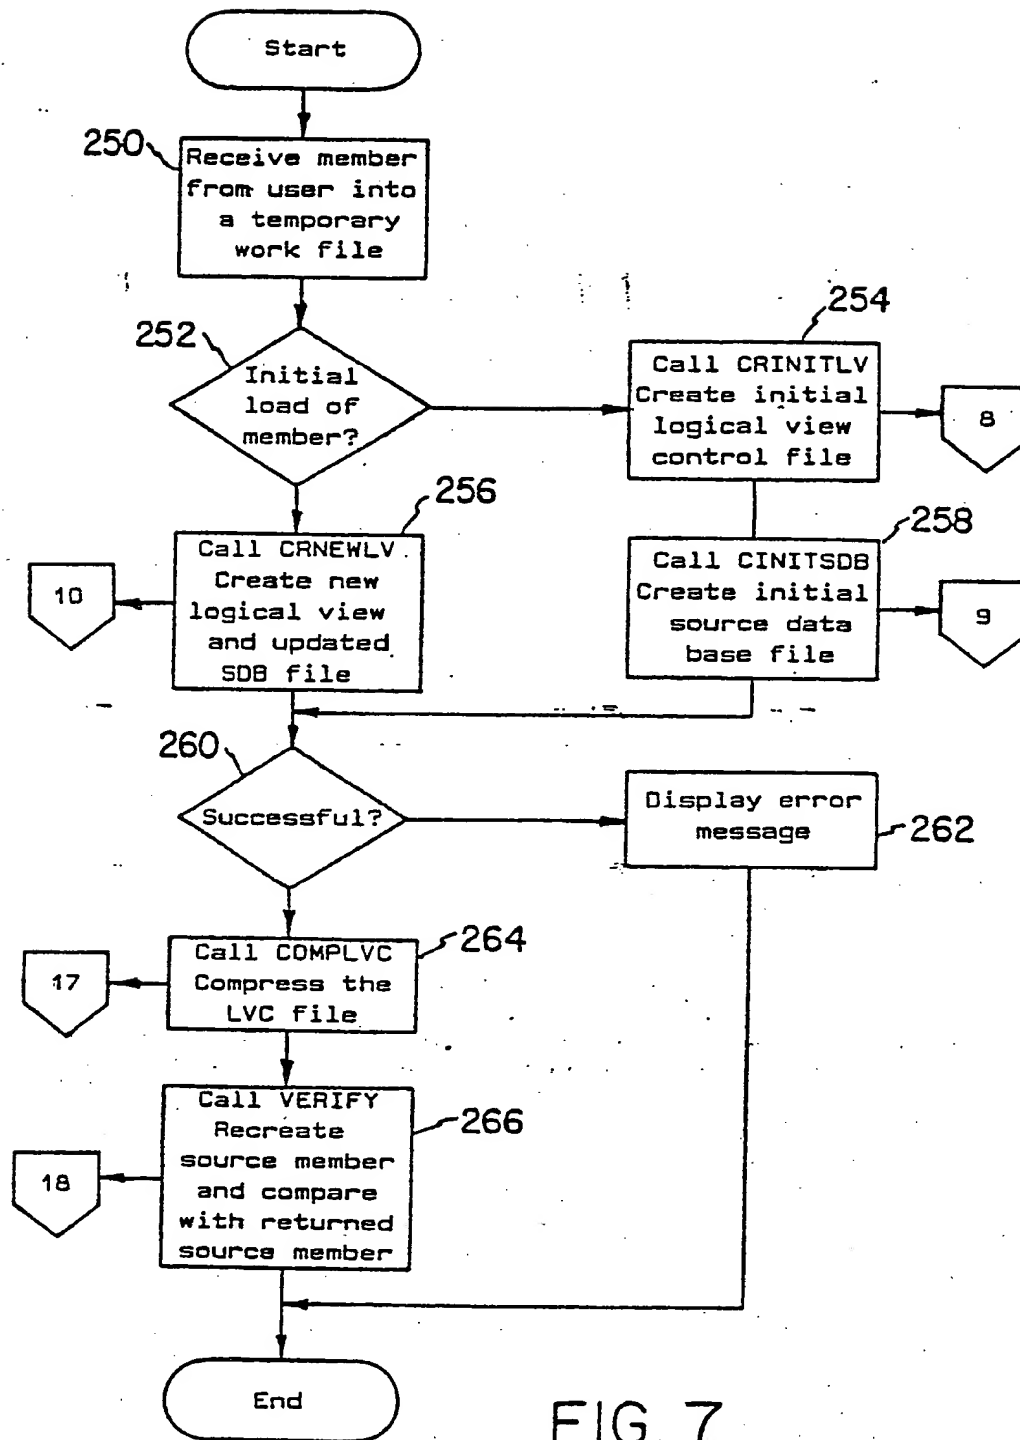 Start
250
Receive member
from user into
a temporary
work file
252
Initial
load of
member?
254
Call CRINITLV
Create initial
logical view
control file
8
256
Call CRNEWLV
Create new
logical view
and updated
SDB file
10
258
Call CINITSDB
Create initial
source data
base file
9
260
Successful?
Display error
message
262
264
Call COMPLVC
Compress the
LVC file
17
266
Call VERIFY
Recreate
source member
and compare
with returned
source member
18
End
FIG. 7